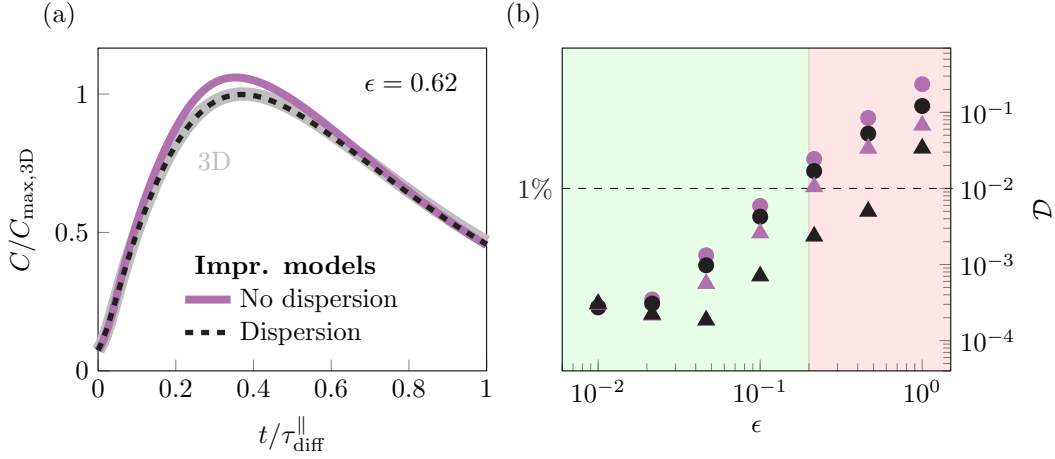 (a)
C/C_max,3D
1
0.5
0
ϵ = 0.62
3D
Impr. models
No dispersion
Dispersion
0 0.2 0.4 0.6 0.8 1
t/τ_diff^∥
(b)
1%
10^−1
10^−2
10^−3
10^−4
𝒟
10^−2 10^−1 10^0
ϵ